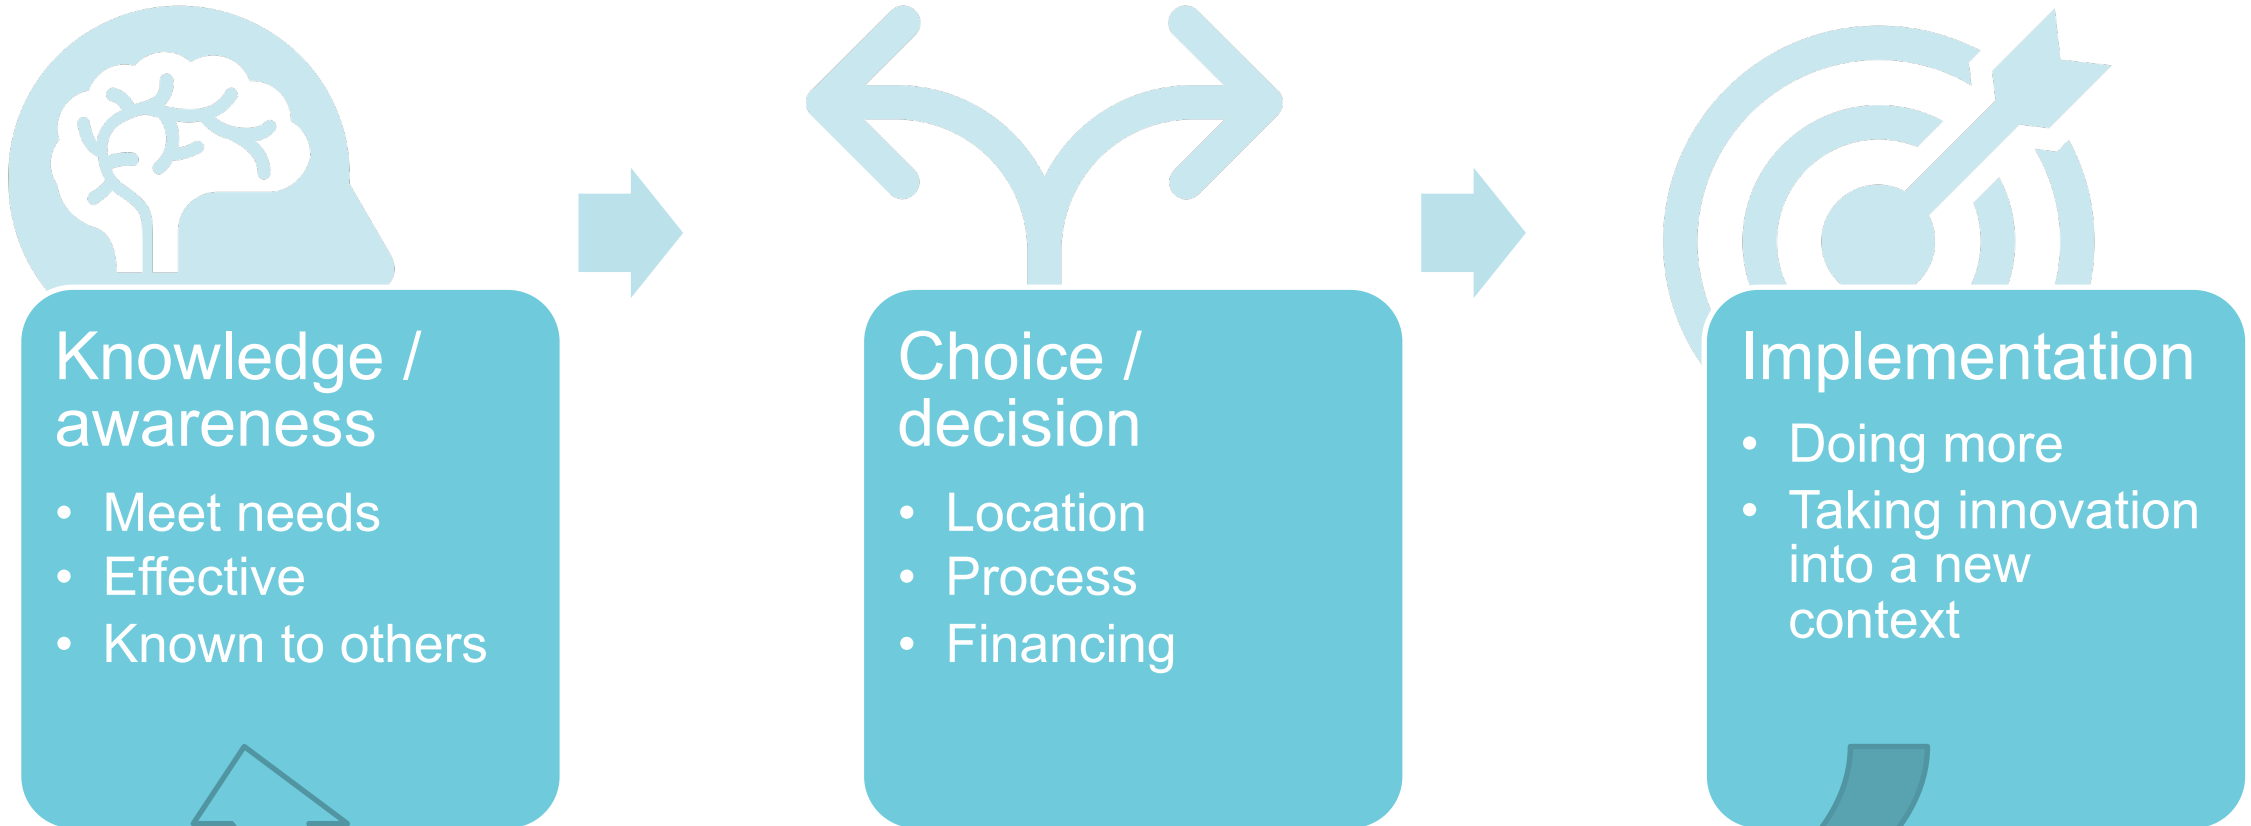 Knowledge /
awareness
• Meet needs
• Effective
• Known to others
Choice /
decision
• Location
• Process
• Financing
Implementation
• Doing more
• Taking innovation
into a new
context